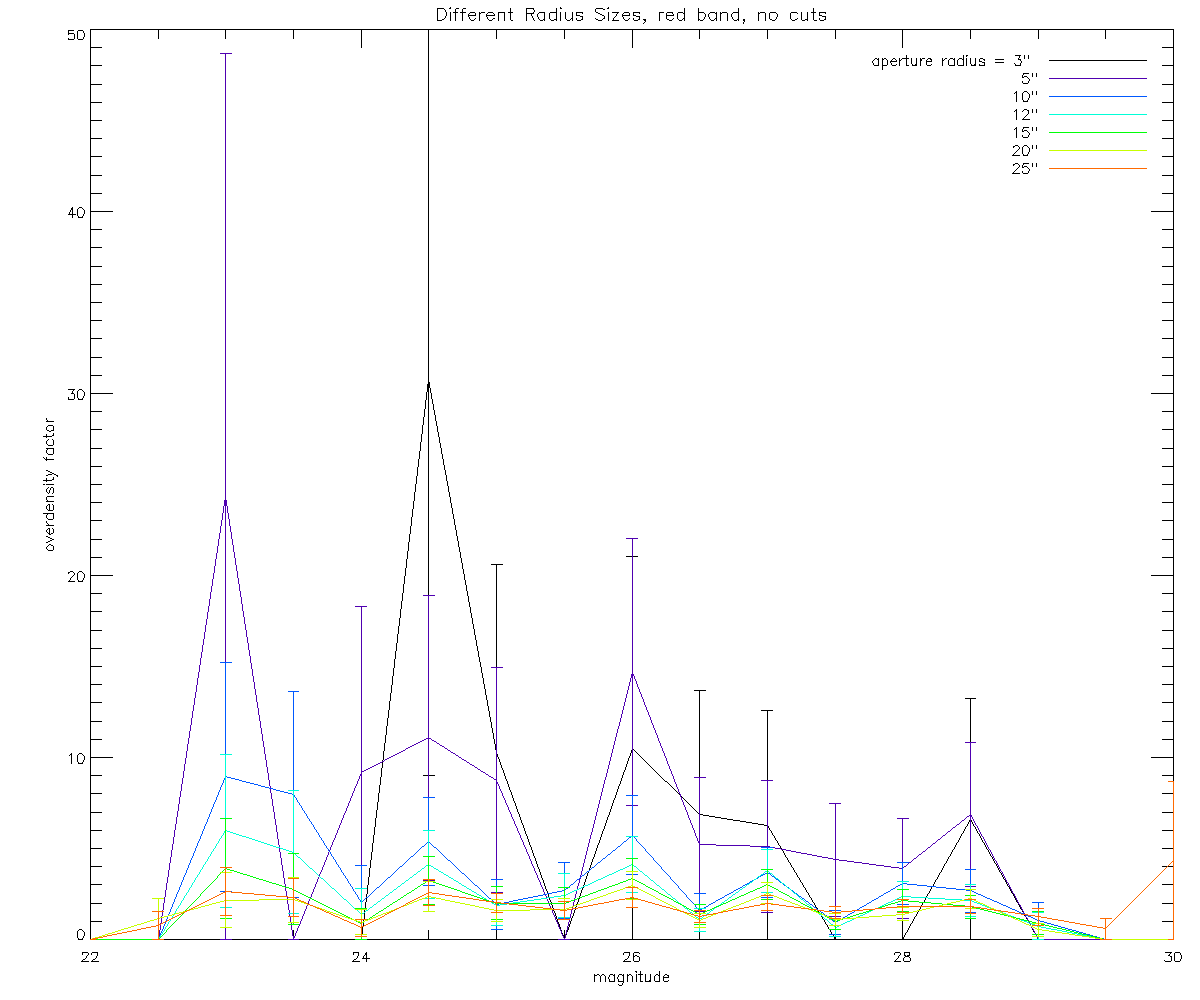 Different Radius Sizes, red band, no cuts
50
40
30
20
10
0
overdensity factor
aperture radius = 3"
5"
10"
12"
15"
20"
25"
22 24 26 28 30
magnitude